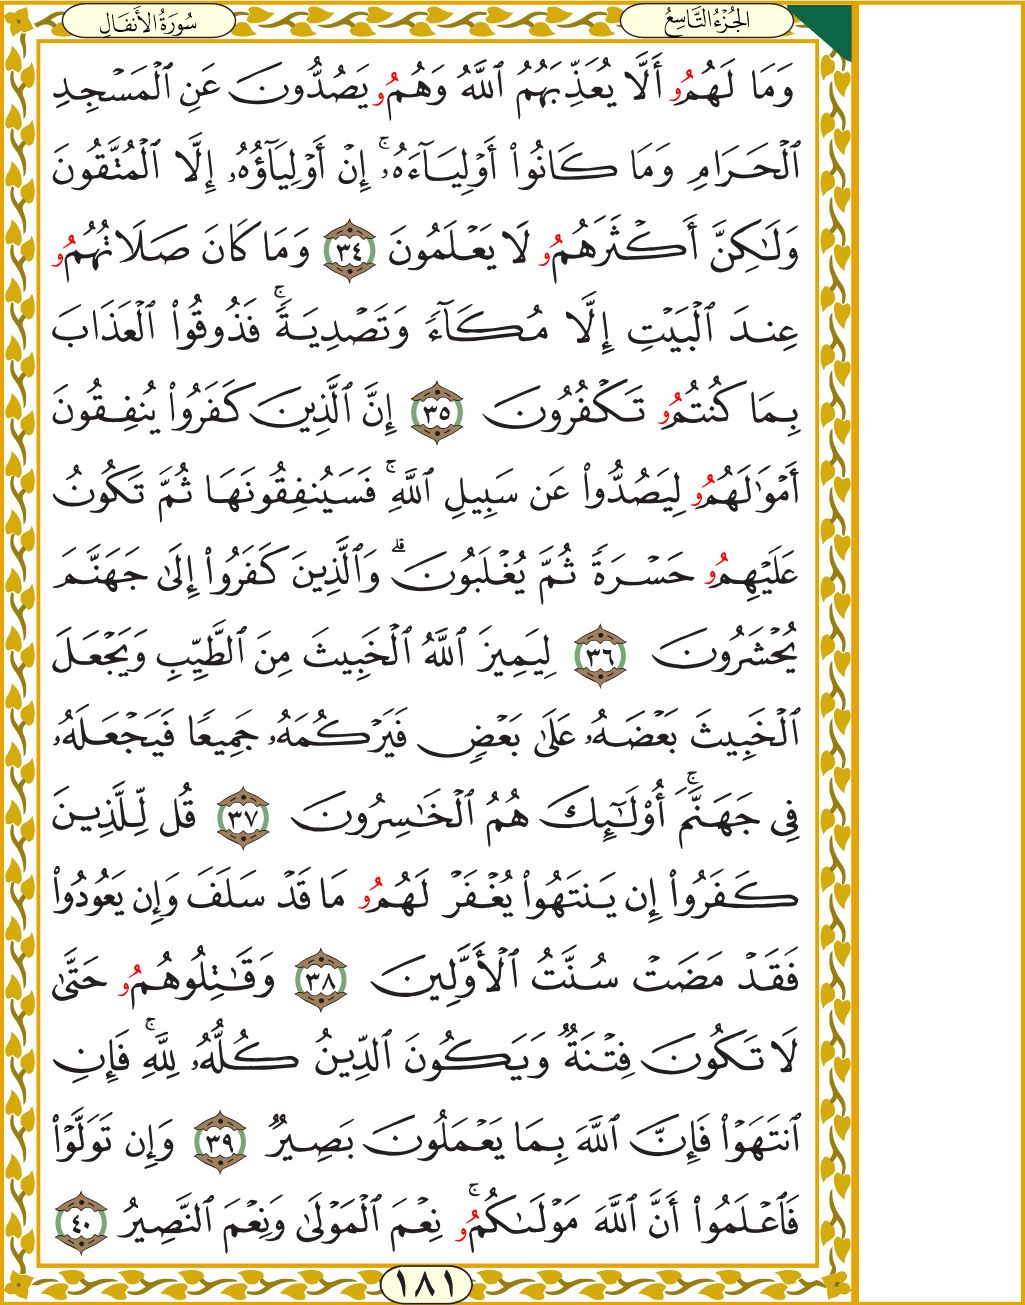 الجُزْءُ التَّاسِعُ
سُورَةُ الأَنفَالِ
وَمَا لَهُمُۥ أَلَّا يُعَذِّبَهُمُ ٱللَّهُ وَهُمُۥ يَصُدُّونَ عَنِ ٱلْمَسْجِدِ
ٱلْحَرَامِ وَمَا كَانُوا۟ أَوْلِيَآءَهُۥٓ ۚ إِنْ أَوْلِيَآؤُهُۥ إِلَّا ٱلْمُتَّقُونَ
وَلَٰكِنَّ أَكْثَرَهُمُۥ لَا يَعْلَمُونَ ٣٤ وَمَا كَانَ صَلَاتُهُمُۥ
عِندَ ٱلْبَيْتِ إِلَّا مُكَآءً وَتَصْدِيَةً ۚ فَذُوقُوا۟ ٱلْعَذَابَ
بِمَا كُنتُمُۥ تَكْفُرُونَ ٣٥ إِنَّ ٱلَّذِينَ كَفَرُوا۟ يُنفِقُونَ
أَمْوَٰلَهُمُۥ لِيَصُدُّوا۟ عَن سَبِيلِ ٱللَّهِ ۚ فَسَيُنفِقُونَهَا ثُمَّ تَكُونُ
عَلَيْهِمُۥ حَسْرَةً ثُمَّ يُغْلَبُونَ ۗ وَٱلَّذِينَ كَفَرُوا۟ إِلَىٰ جَهَنَّمَ
يُحْشَرُونَ ٣٦ لِيَمِيزَ ٱللَّهُ ٱلْخَبِيثَ مِنَ ٱلطَّيِّبِ وَيَجْعَلَ
ٱلْخَبِيثَ بَعْضَهُۥ عَلَىٰ بَعْضٍ فَيَرْكُمَهُۥ جَمِيعًا فَيَجْعَلَهُۥ
فِى جَهَنَّمَ ۚ أُو۟لَٰٓئِكَ هُمُ ٱلْخَٰسِرُونَ ٣٧ قُل لِّلَّذِينَ
كَفَرُوا۟ إِن يَنتَهُوا۟ يُغْفَرْ لَهُمُۥ مَا قَدْ سَلَفَ وَإِن يَعُودُوا۟
فَقَدْ مَضَتْ سُنَّتُ ٱلْأَوَّلِينَ ٣٨ وَقَٰتِلُوهُمُۥ حَتَّىٰ
لَا تَكُونَ فِتْنَةٌ وَيَكُونَ ٱلدِّينُ كُلُّهُۥ لِلَّهِ ۚ فَإِنِ
ٱنتَهَوْا۟ فَإِنَّ ٱللَّهَ بِمَا يَعْمَلُونَ بَصِيرٌ ٣٩ وَإِن تَوَلَّوْا۟
فَٱعْلَمُوا۟ أَنَّ ٱللَّهَ مَوْلَىٰكُمُۥ ۚ نِعْمَ ٱلْمَوْلَىٰ وَنِعْمَ ٱلنَّصِيرُ ٤٠
١٨١